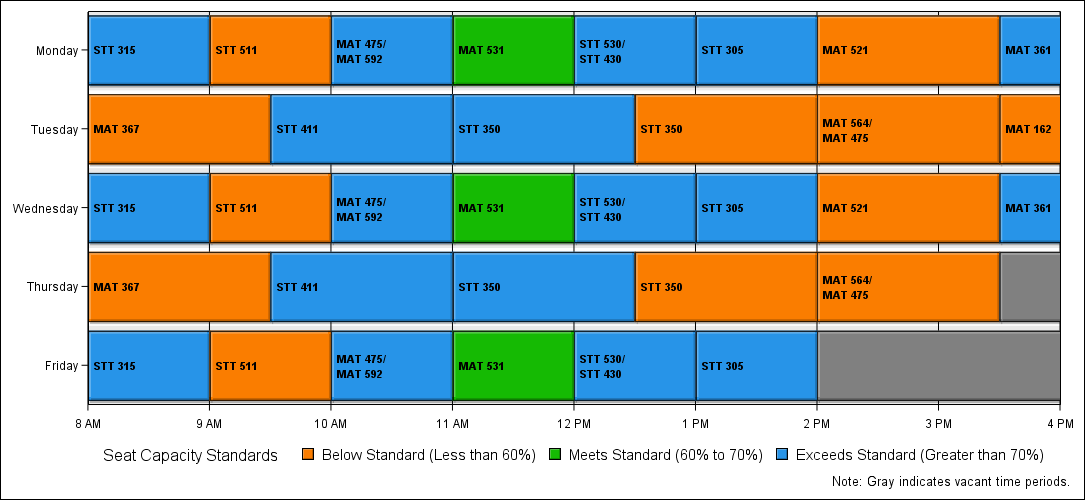 Monday
STT 315
STT 511
MAT 475/
MAT 592
MAT 531
STT 530/
STT 430
STT 305
MAT 521
MAT 361
Tuesday
MAT 367
STT 411
STT 350
STT 350
MAT 564/
MAT 475
MAT 162
Wednesday
STT 315
STT 511
MAT 475/
MAT 592
MAT 531
STT 530/
STT 430
STT 305
MAT 521
MAT 361
Thursday
MAT 367
STT 411
STT 350
STT 350
MAT 564/
MAT 475
Friday
STT 315
STT 511
MAT 475/
MAT 592
MAT 531
STT 530/
STT 430
STT 305
8 AM 9 AM 10 AM 11 AM 12 PM 1 PM 2 PM 3 PM 4 PM
Seat Capacity Standards Below Standard (Less than 60%) Meets Standard (60% to 70%) Exceeds Standard (Greater than 70%)
Note: Gray indicates vacant time periods.